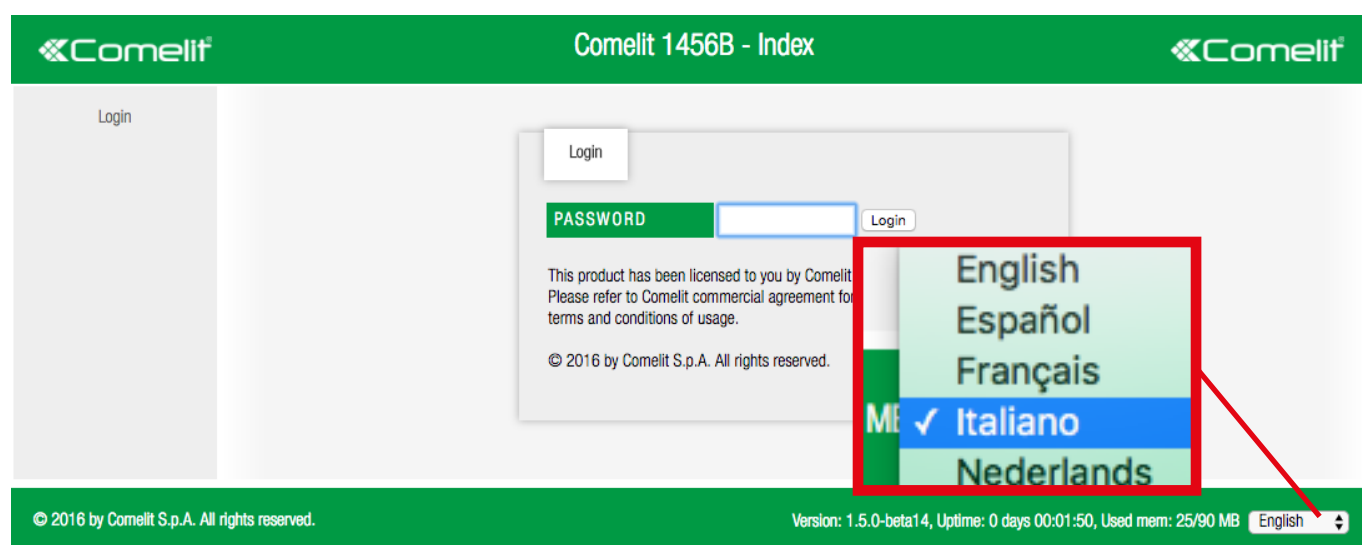 Comelit
Comelit 1456B - Index
Comelit
Login
Login
PASSWORD
Login
This product has been licensed to you by Comelit
Please refer to Comelit commercial agreement for
terms and conditions of usage.
© 2016 by Comelit S.p.A. All rights reserved.
English
Español
Français
✓ Italiano
Nederlands
© 2016 by Comelit S.p.A. All rights reserved.
Version: 1.5.0-beta14, Uptime: 0 days 00:01:50, Used mem: 25/90 MB
English